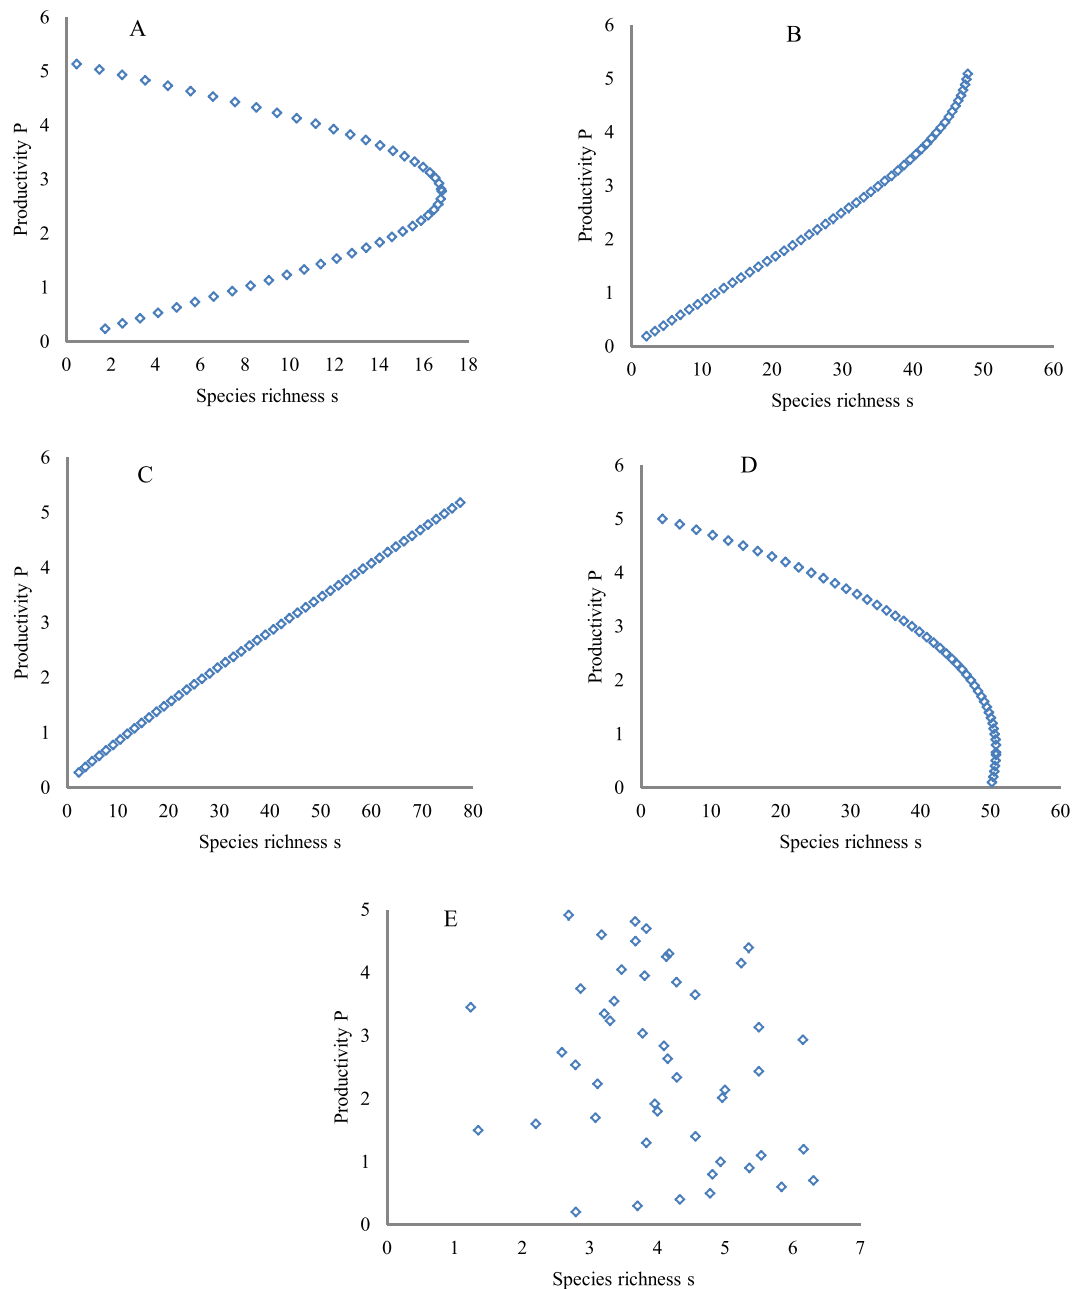 A
6
5
4
3
2
1
0
Productivity P
0 2 4 6 8 10 12 14 16 18
Species richness s
B
6
5
4
3
2
1
0
Productivity P
0 10 20 30 40 50 60
Species richness s
C
6
5
4
3
2
1
0
Productivity P
0 10 20 30 40 50 60 70 80
Species richness s
D
6
5
4
3
2
1
0
Productivity P
0 10 20 30 40 50 60
Species richness s
E
5
4
3
2
1
0
Productivity P
0 1 2 3 4 5 6 7
Species richness s